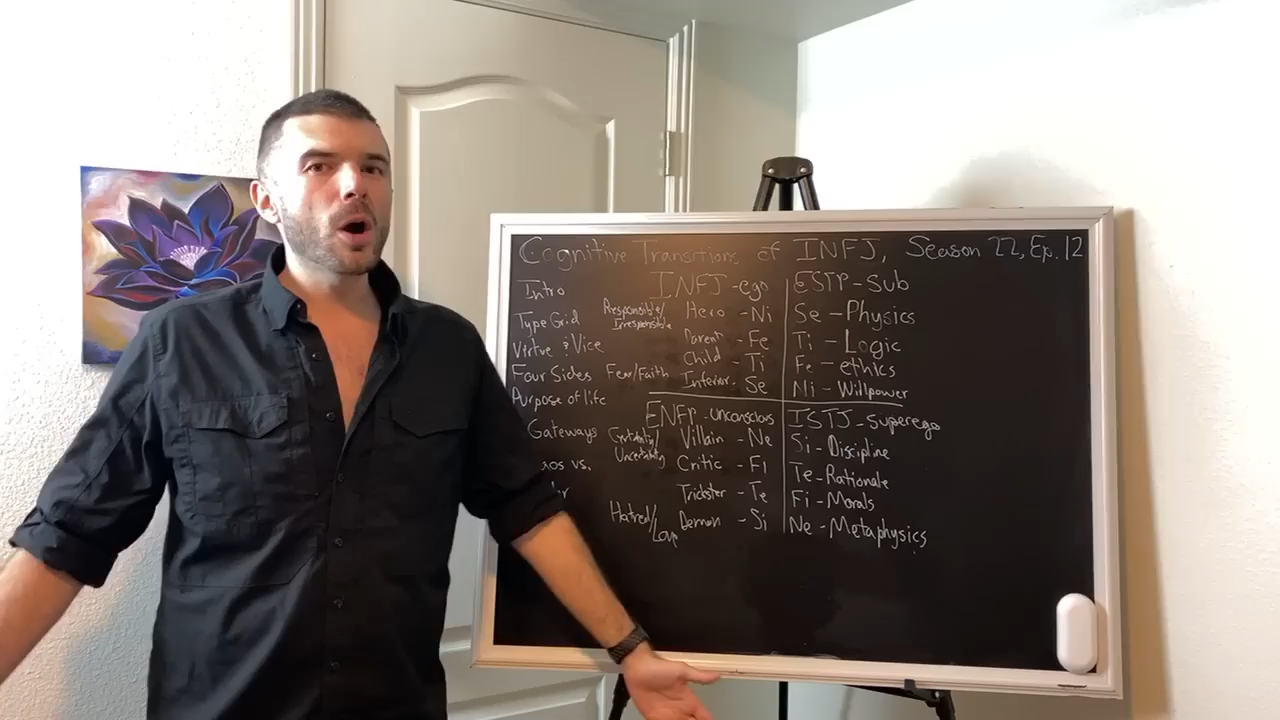 Cognitive Transitions of INFJ, Season 22, Ep. 12
Intro
Type Grid
Virtue ? Vice
Four Sides
Purpose of life
Gateways
aos vs.
Responsible/
Irresponsible
Fear/Faith
Certainty/
Uncertainty
Hatred/
INFJ-ego
Hero - Ni
Parent - Fe
Child - Ti
Inferior - Se
ESTP-Sub
Se - Physics
Ti - Logic
Fe - ethics
Ni - Willpower
ENFP-unconscious
Villain - Ne
Critic - Fi
Trickster - Te
Demon - Si
ISTJ-Superego
Si - Discipline
Te - Rationale
Fi - Morals
Ne - Metaphysics